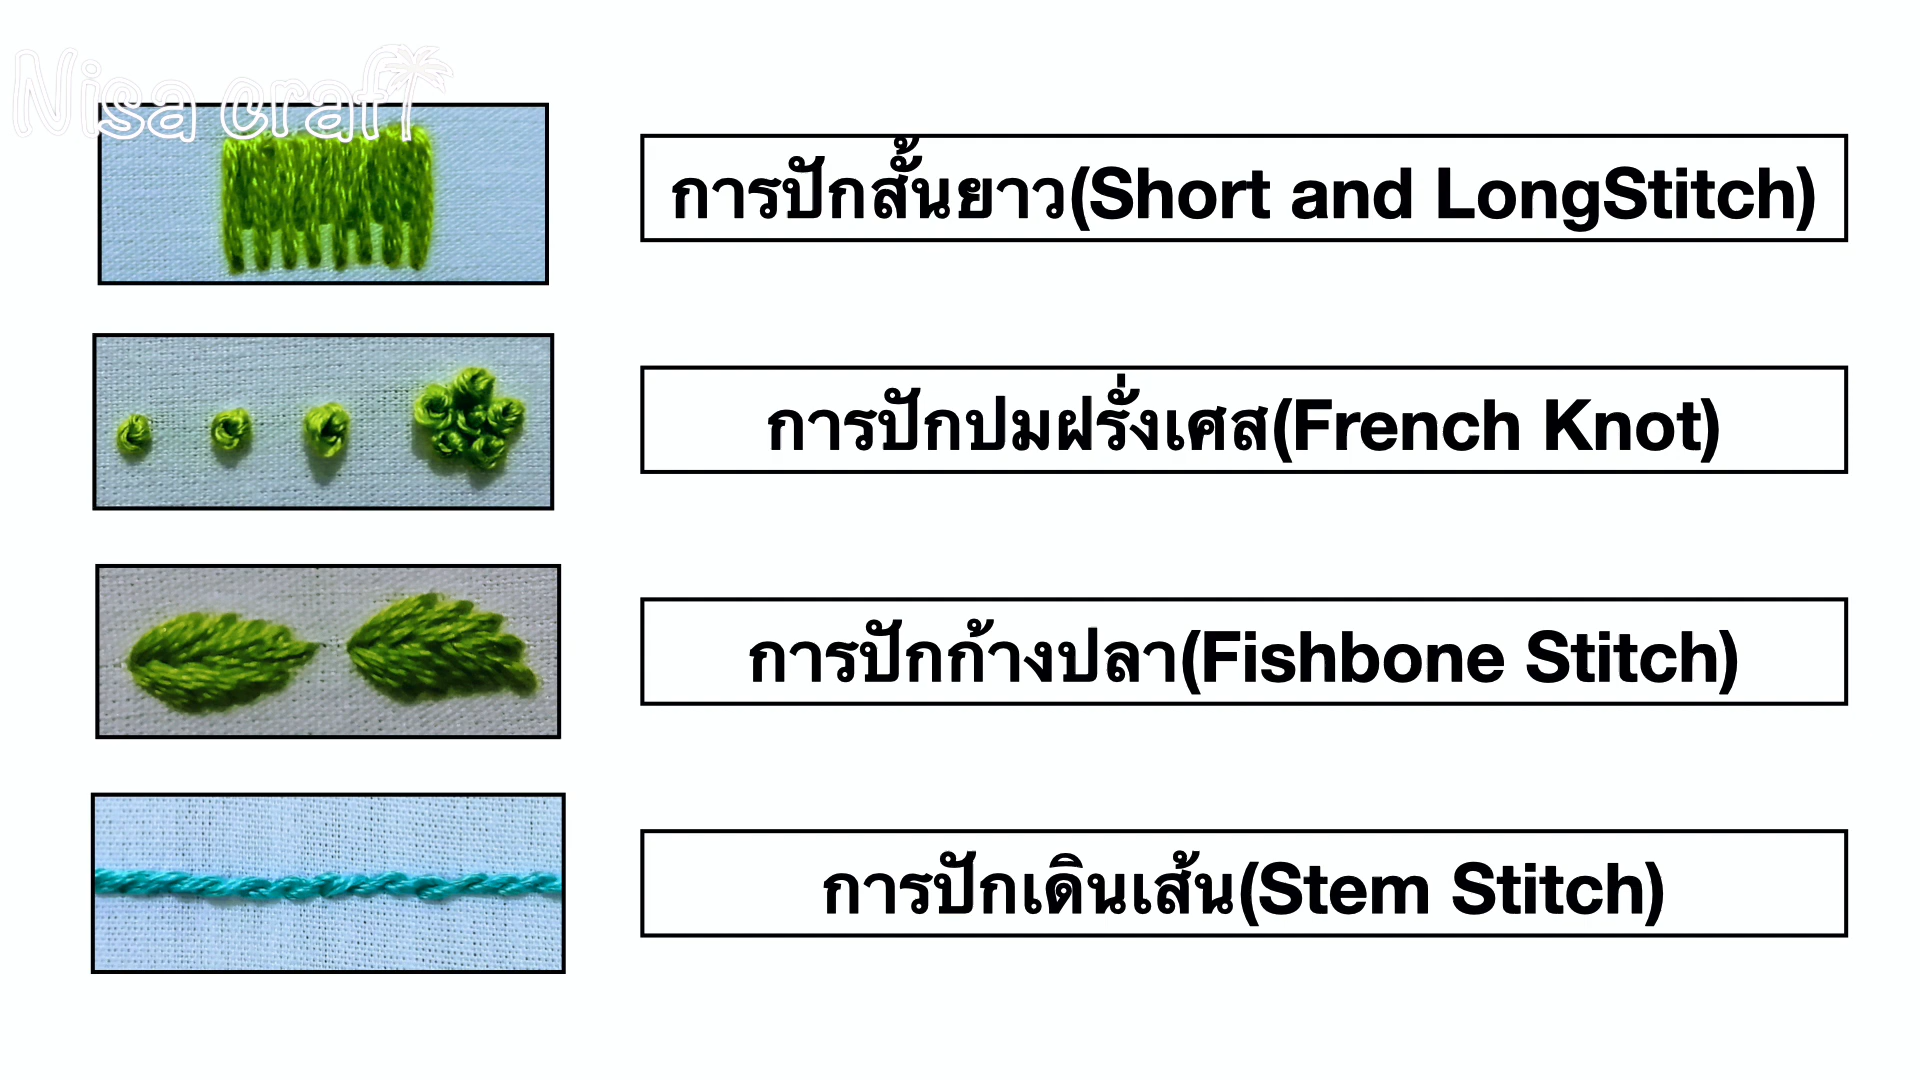 Nisa craft
การปักสั้นยาว(Short and LongStitch)
การปักปมฝรั่งเศส(French Knot)
การปักก้างปลา(Fishbone Stitch)
การปักเดินเส้น(Stem Stitch)